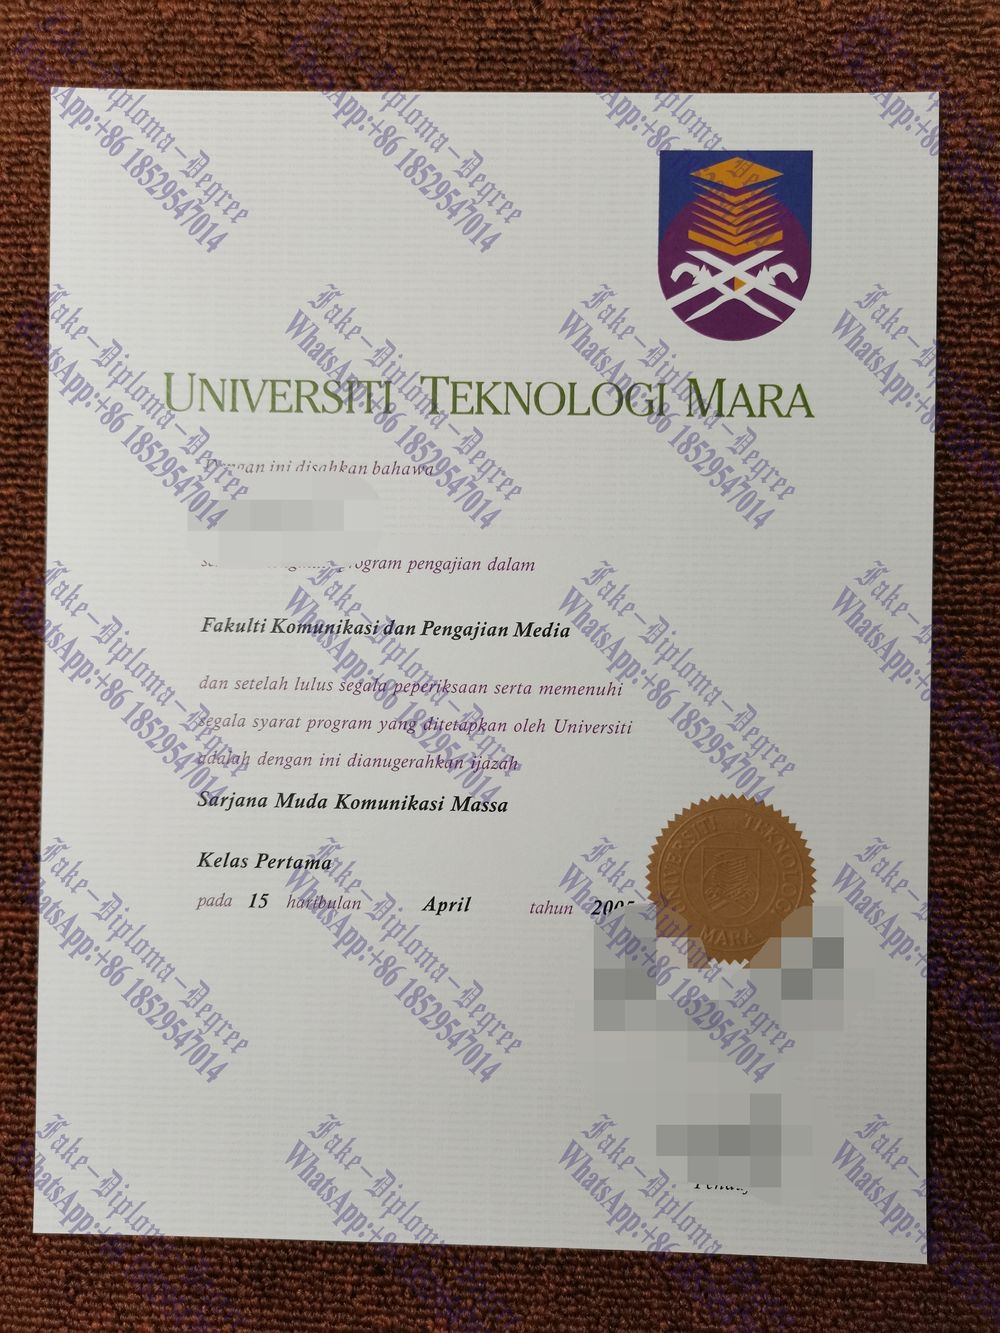 UNIVERSITI TEKNOLOGI MARA
Dengan ini disahkan bahawa
program pengajian dalam
Fakulti Komunikasi dan Pengajian Media
dan setelah lulus segala peperiksaan serta memenuhi
segala syarat program yang ditetapkan oleh Universiti
adalah dengan ini dianugerahkan ijazah
Sarjana Muda Komunikasi Massa
Kelas Pertama
pada 15 haribulan April tahun
UNIVERSITI TEKNOLOGI
MARA
Fake-Diploma-Degree
WhatsApp:+86 18529547014